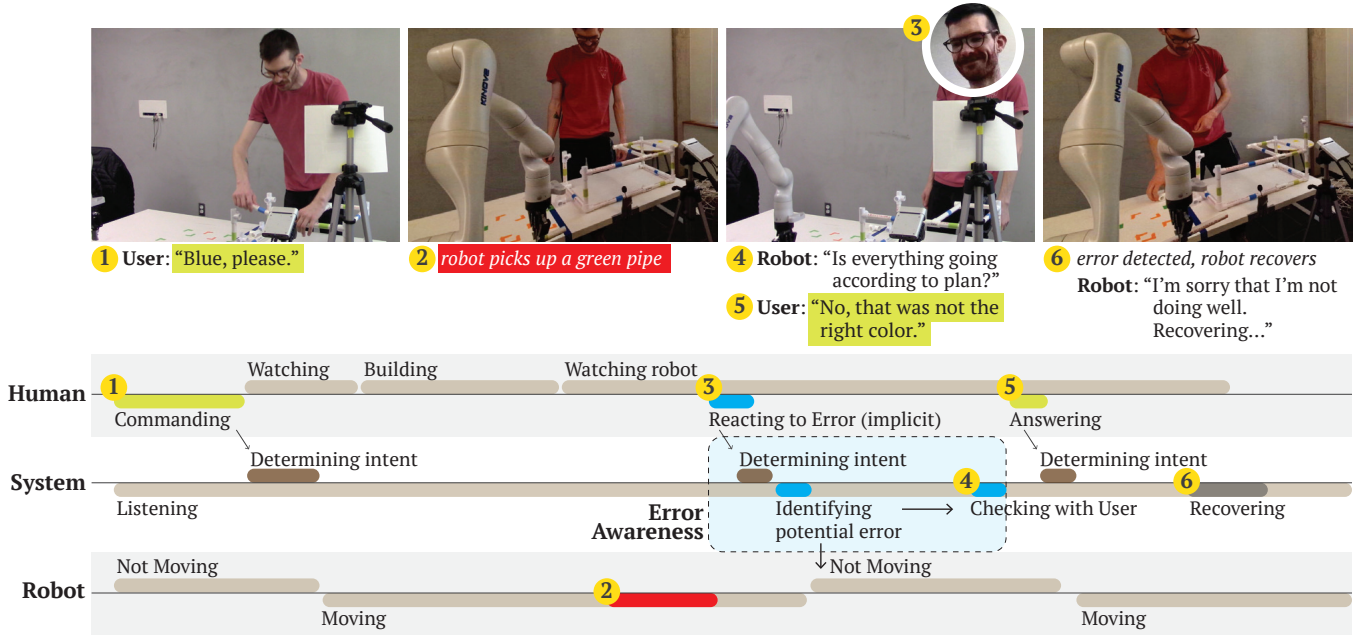 3
KINOVA
KINOVA
1 User: “Blue, please.”
2 robot picks up a green pipe
4 Robot: “Is everything going
according to plan?”
5 User: “No, that was not the
right color.”
6 error detected, robot recovers
Robot: “I’m sorry that I’m not
doing well.
Recovering…”
Human
1
Watching
Building
Watching robot
3
5
Commanding
Reacting to Error (implicit)
Answering
System
Determining intent
Determining intent
Determining intent
4
6
Listening
Error
Awareness
Identifying
potential error
Checking with User
Recovering
Robot
Not Moving
Not Moving
2
Moving
Moving